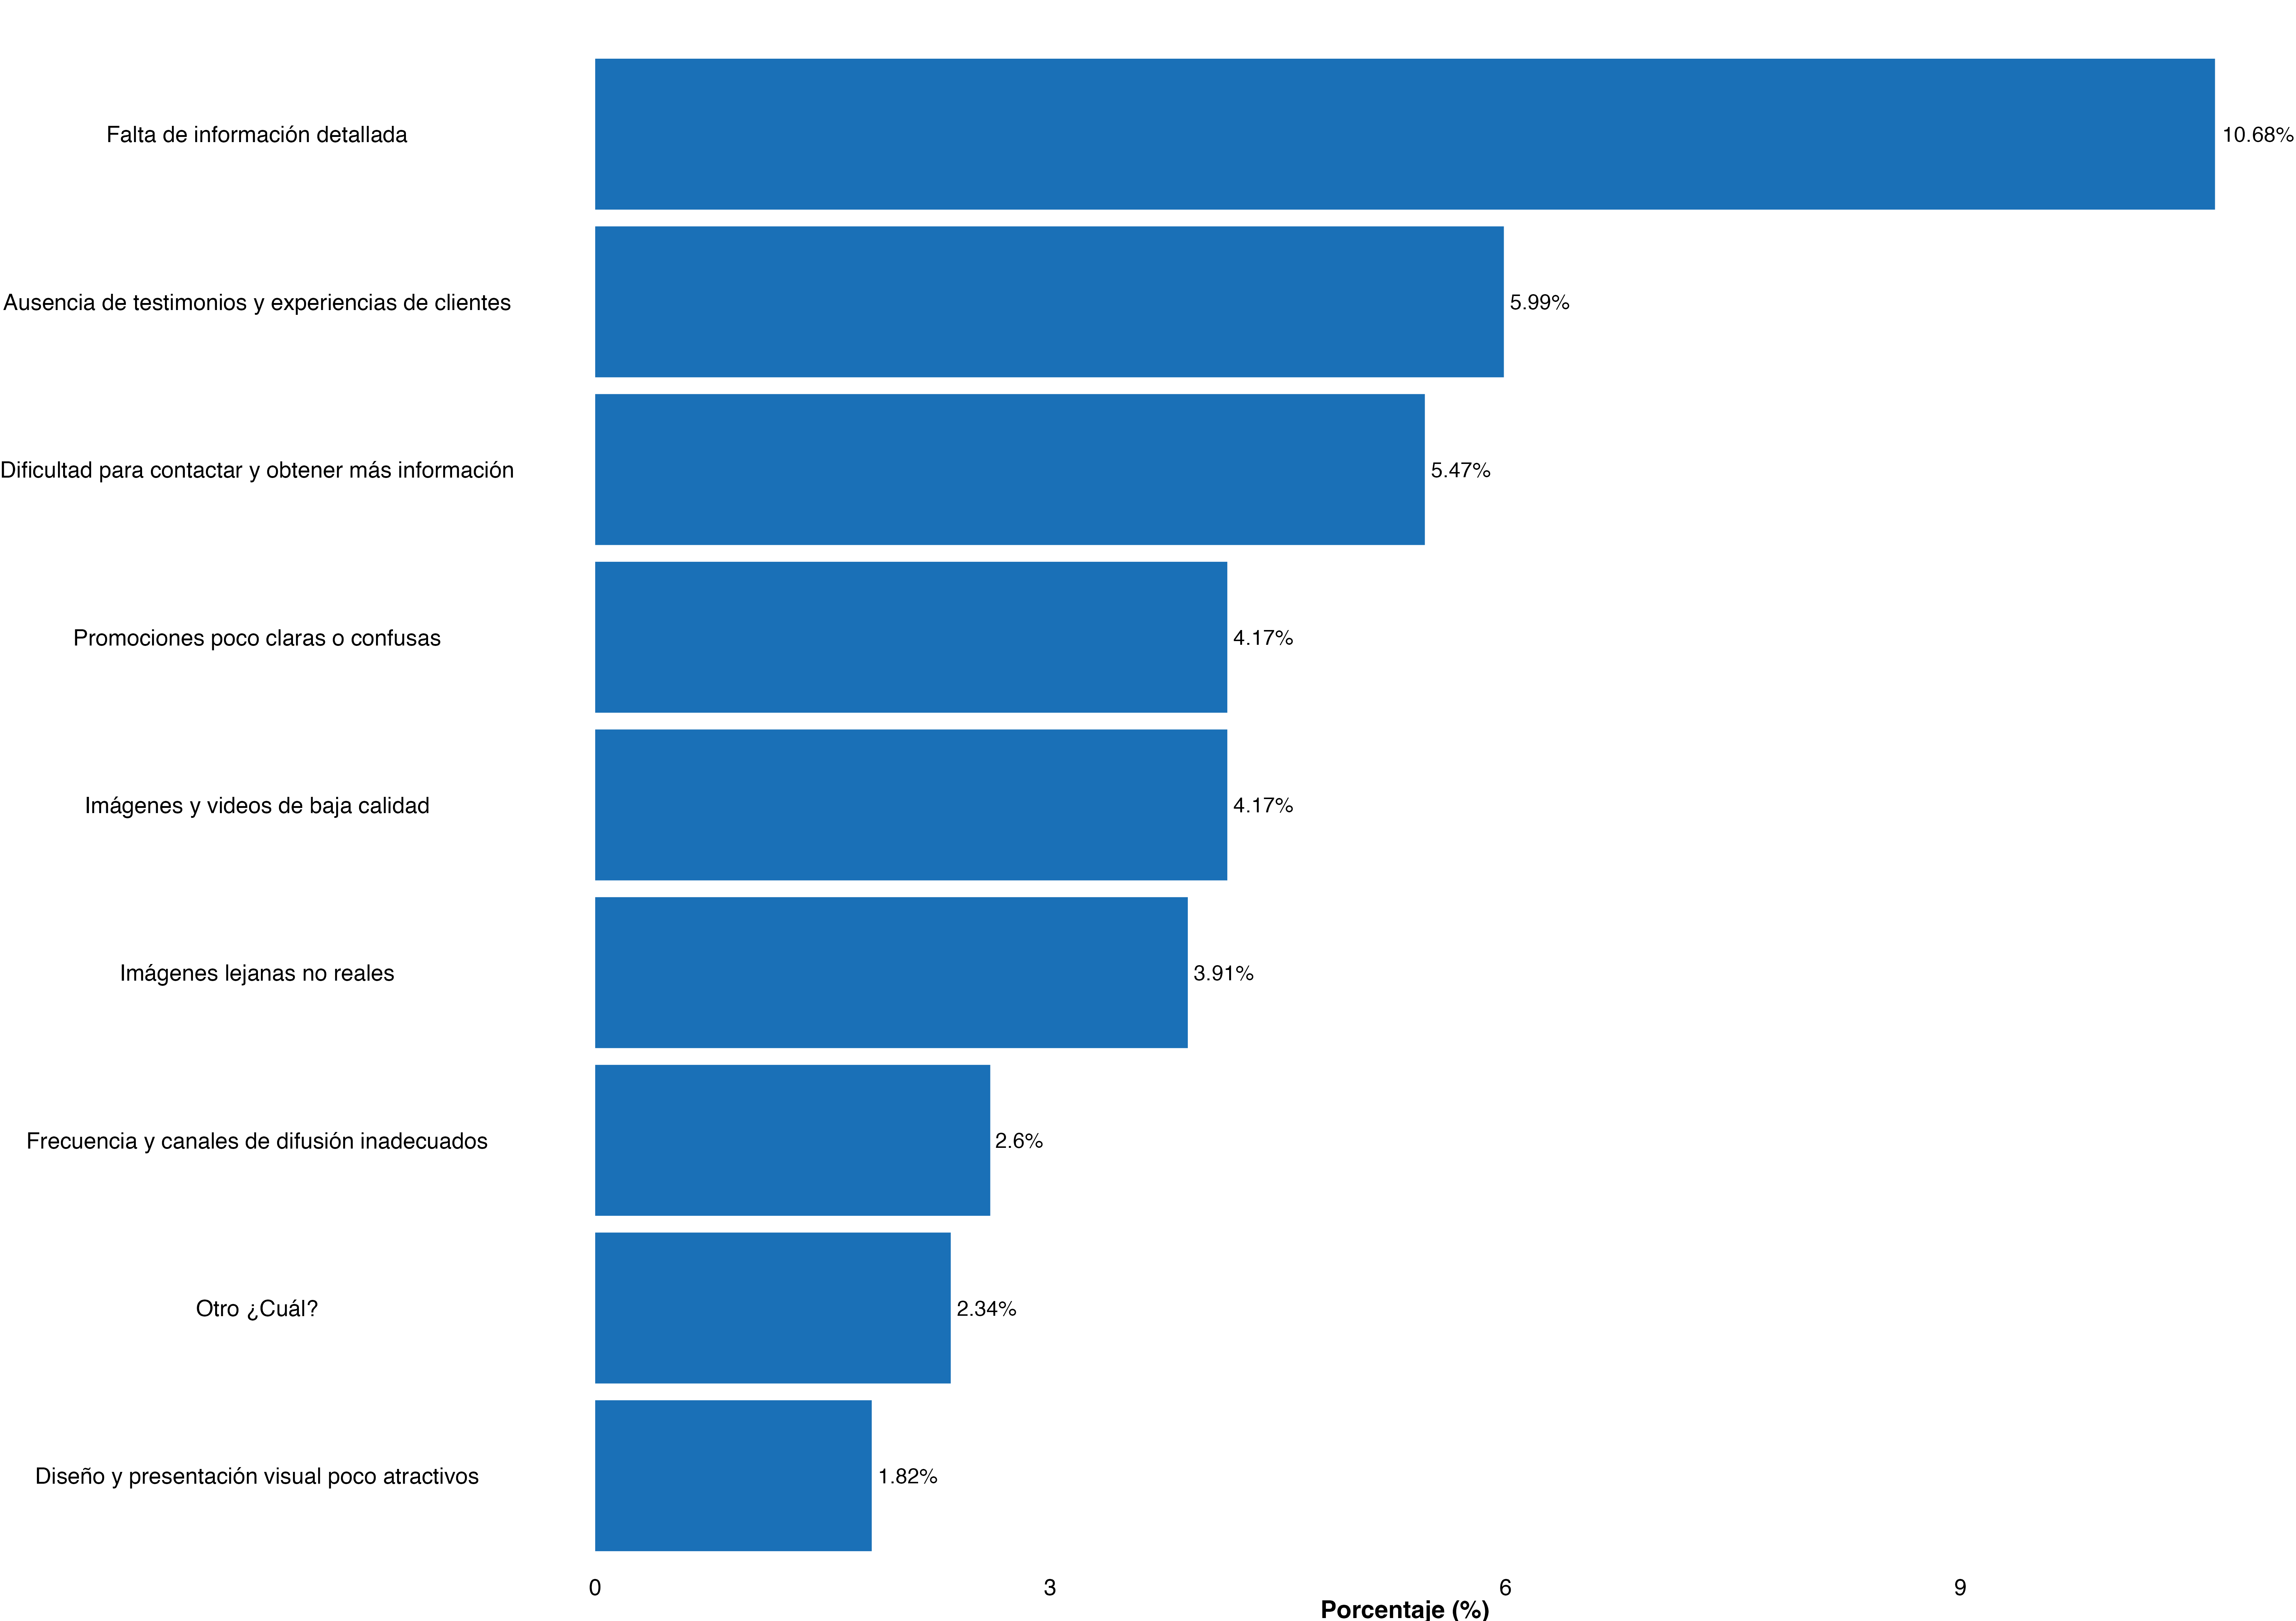 Falta de información detallada
10.68%
Ausencia de testimonios y experiencias de clientes
5.99%
Dificultad para contactar y obtener más información
5.47%
Promociones poco claras o confusas
4.17%
Imágenes y videos de baja calidad
4.17%
Imágenes lejanas no reales
3.91%
Frecuencia y canales de difusión inadecuados
2.6%
Otro ¿Cuál?
2.34%
Diseño y presentación visual poco atractivos
1.82%
0 3 6 9
Porcentaje (%)